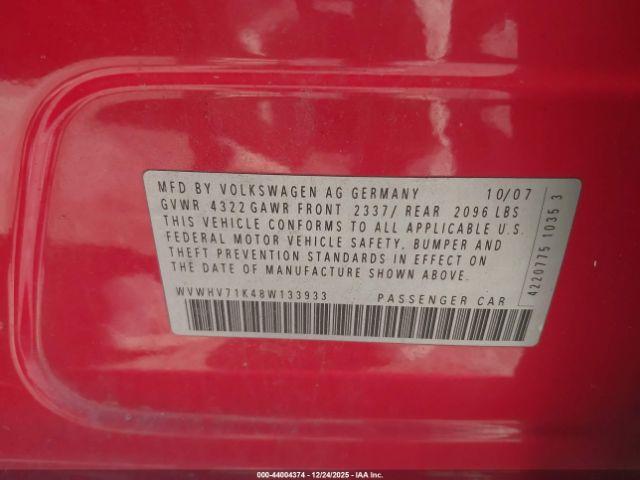 MFD BY VOLKSWAGEN AG GERMANY 10/07
GVWR 4322 GAWR FRONT 2337/ REAR 2096 LBS
THIS VEHICLE CONFORMS TO ALL APPLICABLE U.S.
FEDERAL MOTOR VEHICLE SAFETY, BUMPER AND
THEFT PREVENTION STANDARDS IN EFFECT ON
THE DATE OF MANUFACTURE SHOWN ABOVE.
WVWHV71K48W133933 PASSENGER CAR
4220775 1035 3
000-44004374 - 12/24/2025 - IAA Inc.